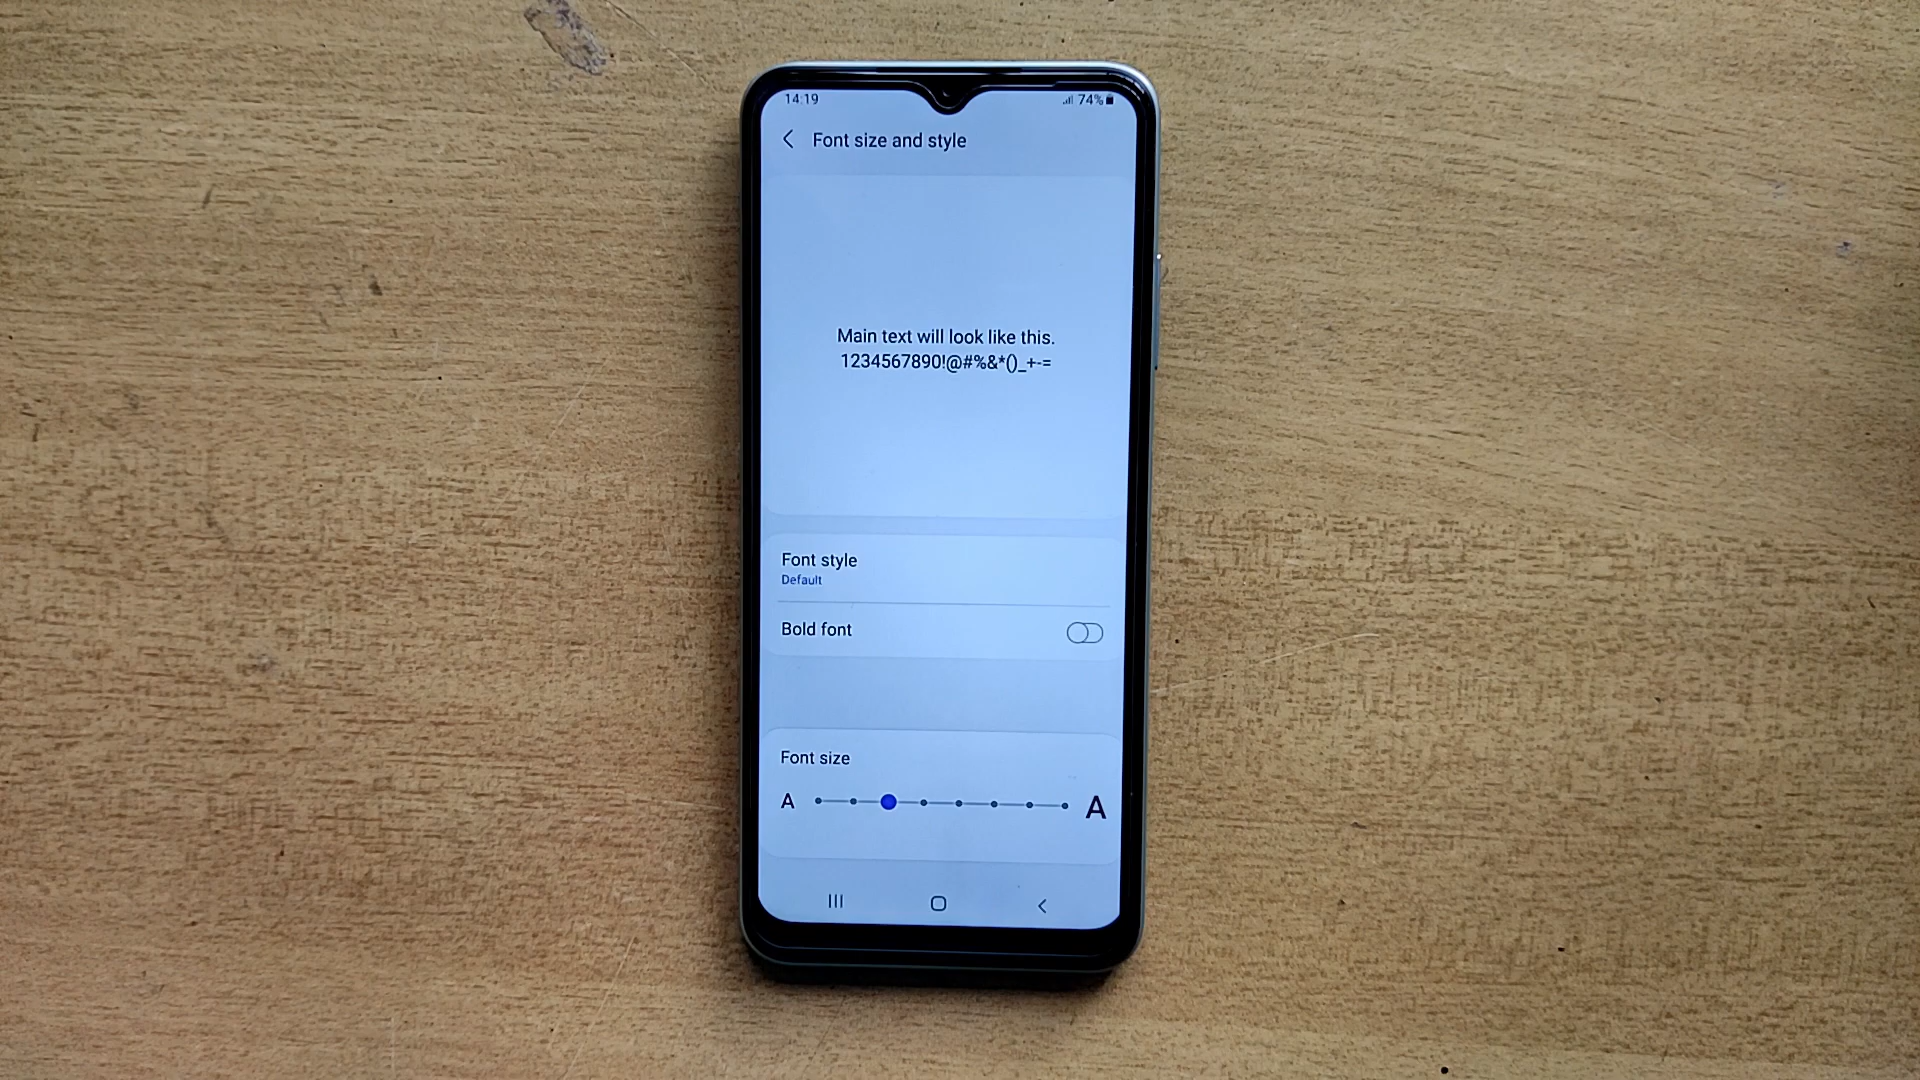 14:19 74%
Font size and style
Main text will look like this.
1234567890!@#%&*()_+-=
Font style
Default
Bold font
Font size
A A